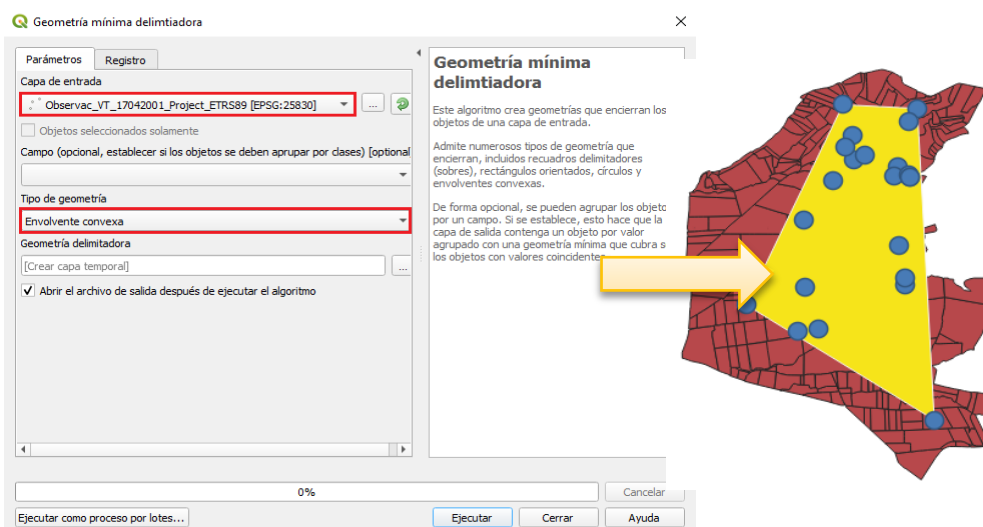 Geometría mínima delimtiadora
Parámetros
Registro
Capa de entrada
Observac_VT_17042001_Project_ETRS89 [EPSG:25830]
...
Objetos seleccionados solamente
Campo (opcional, establecer si los objetos se deben aprupar por clases) [optional
Tipo de geometría
Envolvente convexa
Geometría delimitadora
[Crear capa temporal]
...
Abrir el archivo de salida después de ejecutar el algoritmo
Geometría mínima
delimtiadora
Este algoritmo crea geometrías que encierran los
objetos de una capa de entrada.
Admite numerosos tipos de geometría que
encierran, incluidos recuadros delimitadores
(sobres), rectángulos orientados, círculos y
envolventes convexas.
De forma opcional, se pueden agrupar los objeto
por un campo. Si se establece, esto hace que la
capa de salida contenga un objeto por valor
agrupado con una geometría mínima que cubra s
los objetos con valores coincidentes
0%
Cancelar
Ejecutar como proceso por lotes...
Ejecutar
Cerrar
Ayuda